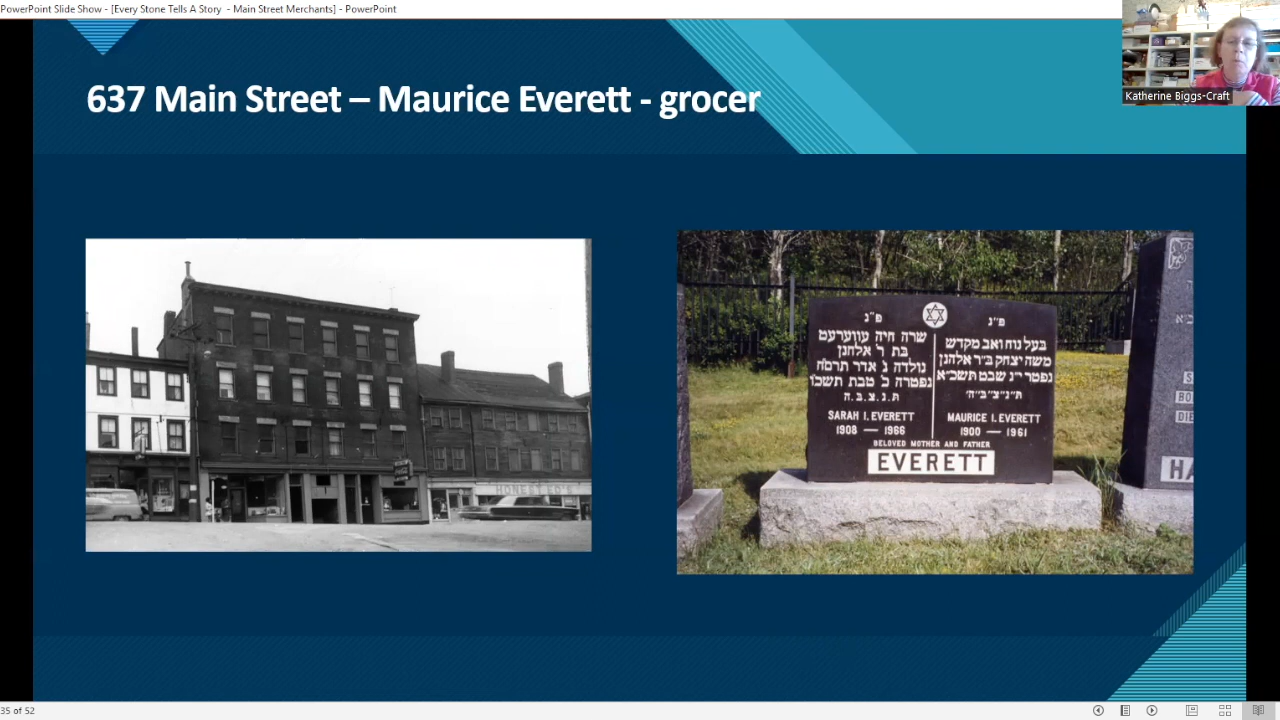 PowerPoint Slide Show - [Every Stone Tells A Story - Main Street Merchants] - PowerPoint
Katherine Biggs-Craft
637 Main Street – Maurice Everett - grocer
HONEST ED'S
פ"נ
שרה חיה עווערעט
בת ר' אלחנן
נולדה נ' אדר תרס"ח
נפטרה כ' טבת תשכ"ו
ת.נ.צ.ב.ה
SARAH I. EVERETT
1908 — 1966
פ"נ
בעל נוח ואב מקדש
משה יצחק ב"ר אלחנן
נפטר י"נ שבט תשכ"א
ת"נ"צ"ב"ה'
MAURICE I. EVERETT
1900 — 1961
BELOVED MOTHER AND FATHER
EVERETT
35 of 52